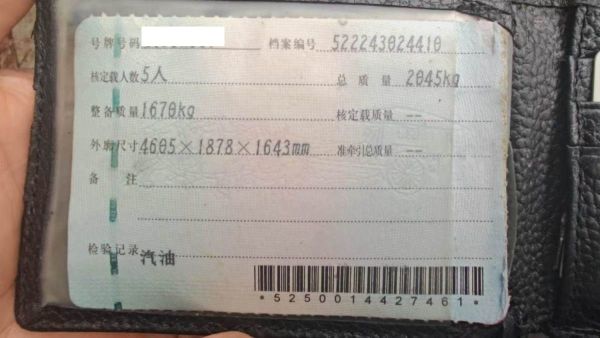 号牌号码 档案编号 522243024410
核定载人数 5人 总质量 2045kg
整备质量 1670kg 核定载质量 --
外廓尺寸 4605×1878×1643mm 准牵引总质量 --
备注
检验记录 汽油
*5250014427461*